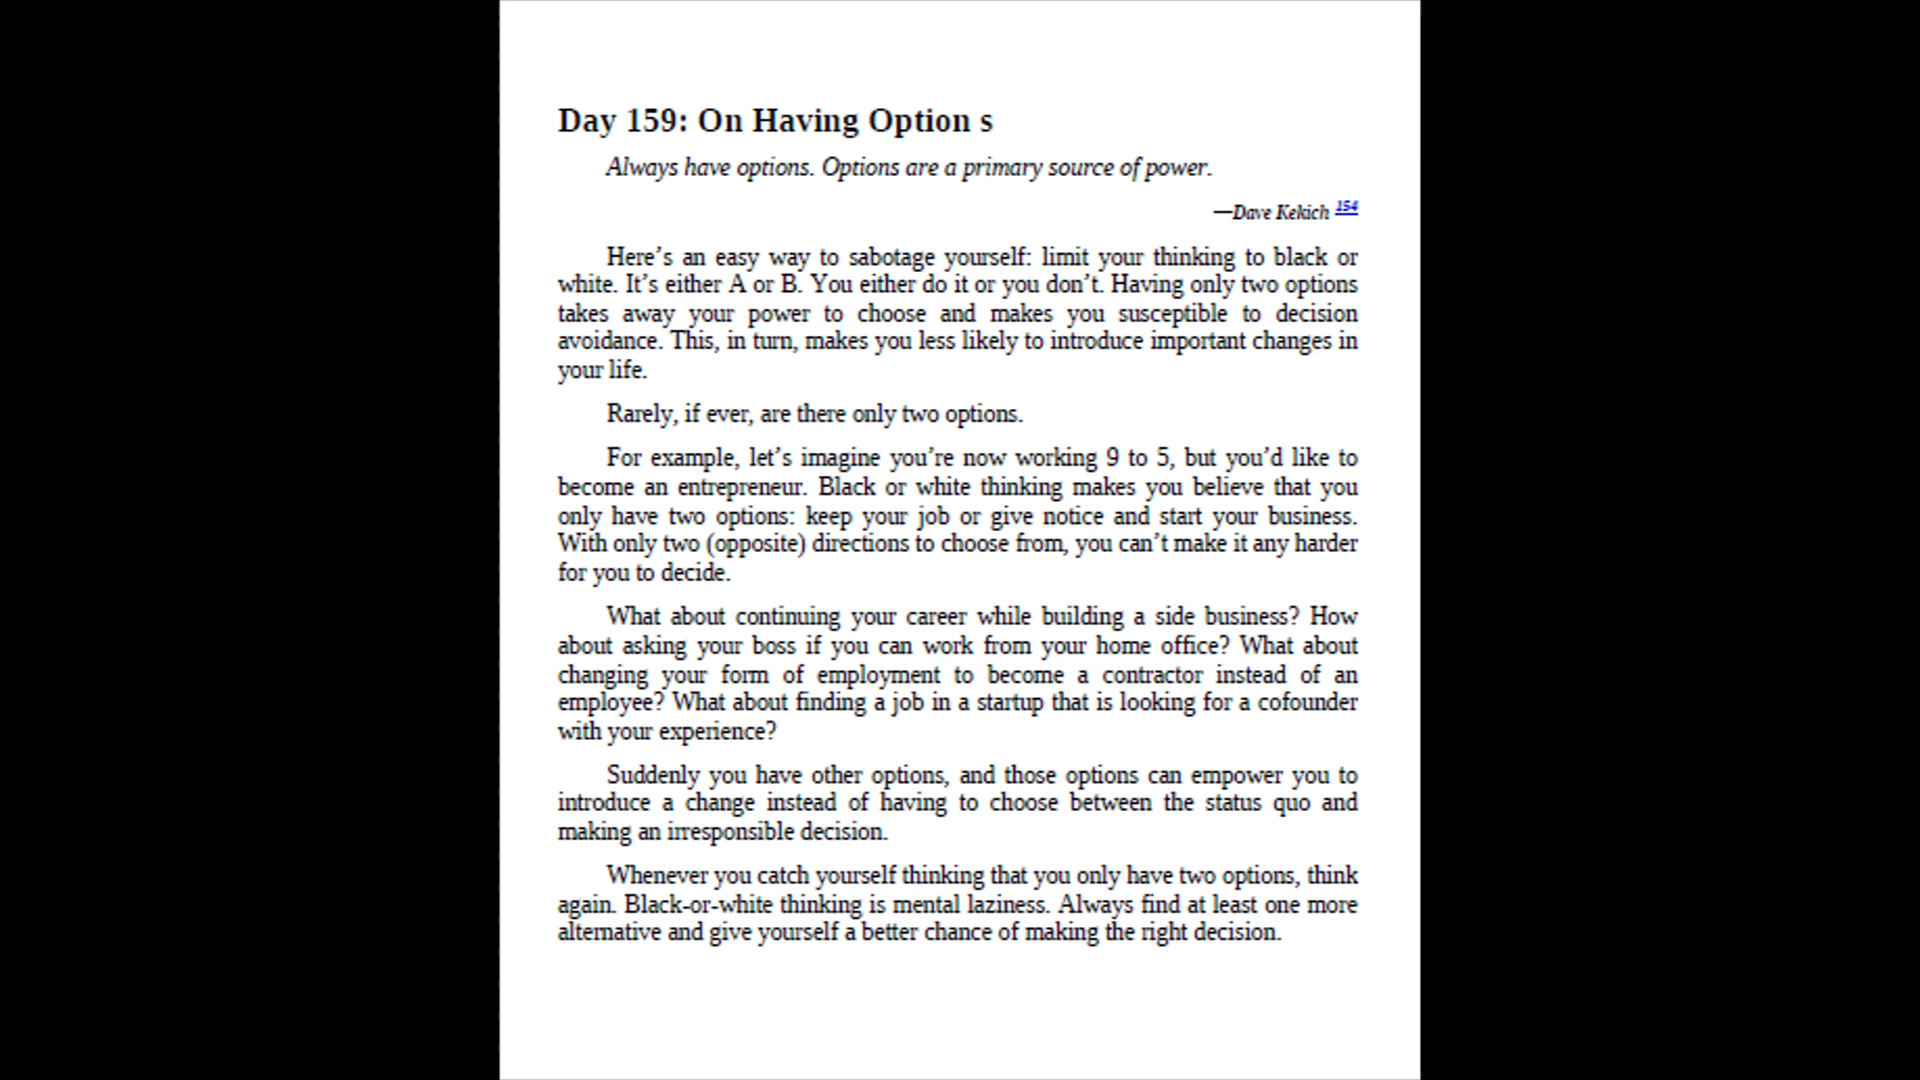 Day 159: On Having Option s
Always have options. Options are a primary source of power.
—Dave Kekich 154
Here’s an easy way to sabotage yourself: limit your thinking to black or
white. It’s either A or B. You either do it or you don’t. Having only two options
takes away your power to choose and makes you susceptible to decision
avoidance. This, in turn, makes you less likely to introduce important changes in
your life.
Rarely, if ever, are there only two options.
For example, let’s imagine you’re now working 9 to 5, but you’d like to
become an entrepreneur. Black or white thinking makes you believe that you
only have two options: keep your job or give notice and start your business.
With only two (opposite) directions to choose from, you can’t make it any harder
for you to decide.
What about continuing your career while building a side business? How
about asking your boss if you can work from your home office? What about
changing your form of employment to become a contractor instead of an
employee? What about finding a job in a startup that is looking for a cofounder
with your experience?
Suddenly you have other options, and those options can empower you to
introduce a change instead of having to choose between the status quo and
making an irresponsible decision.
Whenever you catch yourself thinking that you only have two options, think
again. Black-or-white thinking is mental laziness. Always find at least one more
alternative and give yourself a better chance of making the right decision.